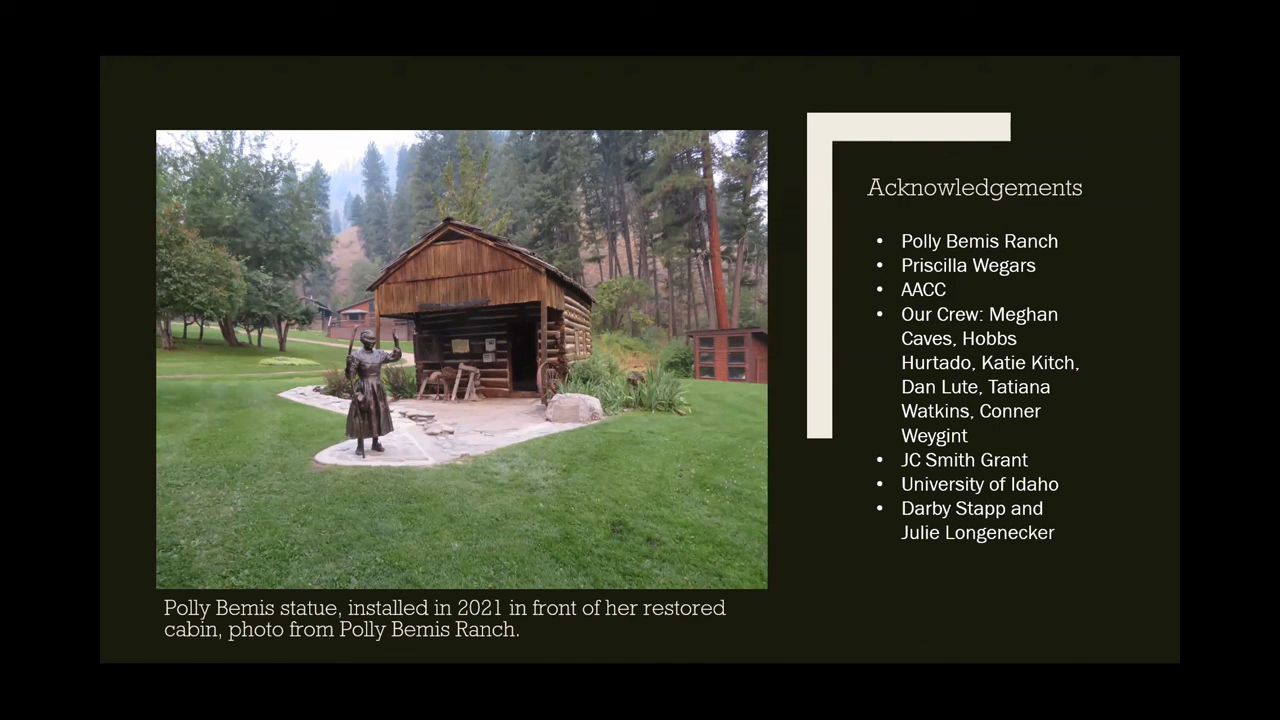 Acknowledgements
• Polly Bemis Ranch
• Priscilla Wegars
• AACC
• Our Crew: Meghan
Caves, Hobbs
Hurtado, Katie Kitch,
Dan Lute, Tatiana
Watkins, Conner
Weygint
• JC Smith Grant
• University of Idaho
• Darby Stapp and
Julie Longenecker
Polly Bemis statue, installed in 2021 in front of her restored
cabin, photo from Polly Bemis Ranch.